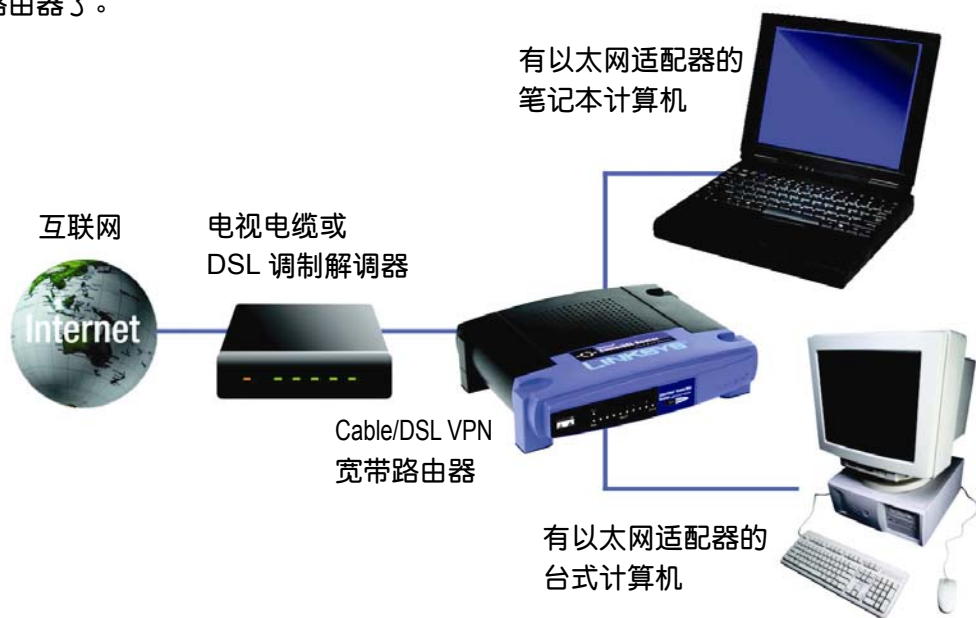 路由器了。
有以太网适配器的
笔记本计算机
互联网
电视电缆或
DSL 调制解调器
Internet
LINKSYS
Cable/DSL VPN
宽带路由器
有以太网适配器的
台式计算机